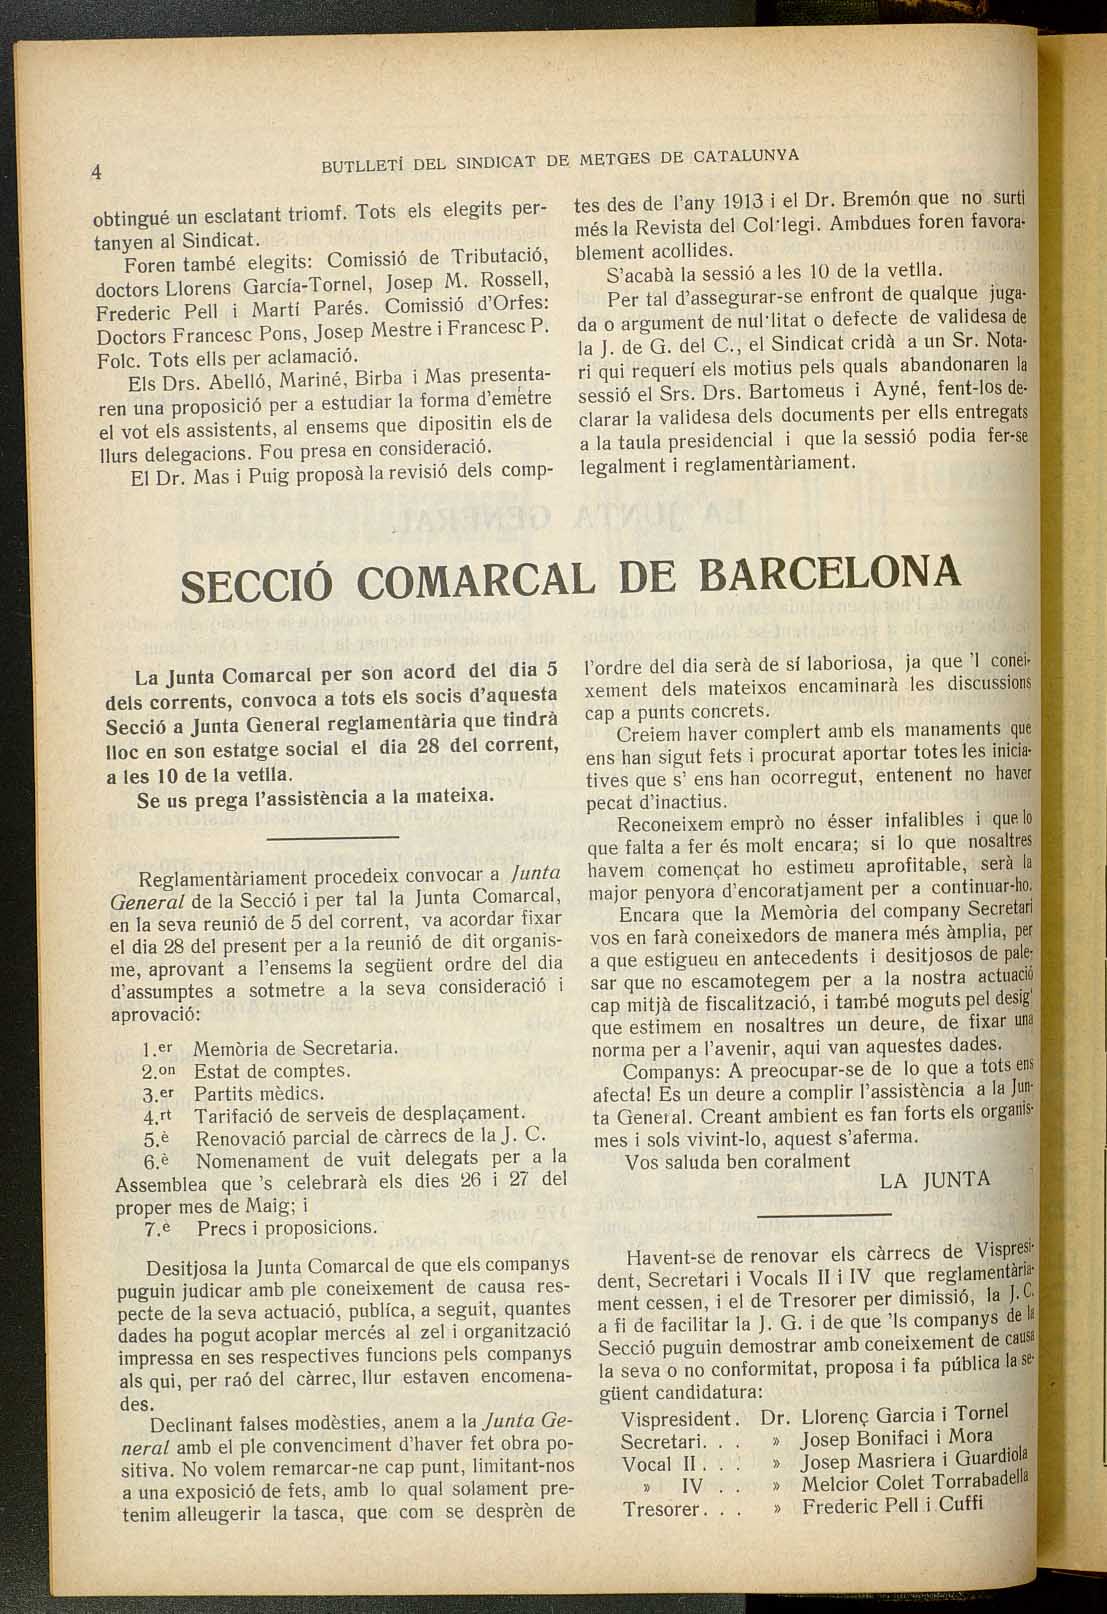 4
BUTLLETÍ DEL SINDICAT DE METGES DE CATALUNYA
obtingué un esclatant triomf. Tots els elegits per-
tanyen al Sindicat.
Foren també elegits: Comissió de Tributació,
doctors Llorens García-Tornel, Josep M. Rossell,
Frederic Pell i Martí Parés. Comissió d'Orfes:
Doctors Francesc Pons, Josep Mestre i Francesc P.
Folc. Tots ells per aclamació.
Els Drs. Abelló, Mariné, Birba i Mas presenta-
ren una proposició per a estudiar la forma d'emetre
el vot els assistents, al ensems que dipositin els de
llurs delegacions. Fou presa en consideració.
El Dr. Mas i Puig proposà la revisió dels comp-
tes des de l'any 1913 i el Dr. Bremón que no surti
més la Revista del Col·legi. Ambdues foren favora-
blement acollides.
S'acabà la sessió a les 10 de la vetlla.
Per tal d'assegurar-se enfront de qualque juga-
da o argument de nul·litat o defecte de validesa de
la J. de G. del C., el Sindicat cridà a un Sr. Nota-
ri qui requerí els motius pels quals abandonaren la
sessió el Srs. Drs. Bartomeus i Ayné, fent-los de-
clarar la validesa dels documents per ells entregats
a la taula presidencial i que la sessió podia fer-se
legalment i reglamentàriament.
SECCIÓ COMARCAL DE BARCELONA
La Junta Comarcal per son acord del dia 5
dels corrents, convoca a tots els socis d'aquesta
Secció a Junta General reglamentària que tindrà
lloc en son estatge social el dia 28 del corrent,
a les 10 de la vetlla.
Se us prega l'assistència a la mateixa.
Reglamentàriament procedeix convocar a Junta
General de la Secció i per tal la Junta Comarcal,
en la seva reunió de 5 del corrent, va acordar fixar
el dia 28 del present per a la reunió de dit organis-
me, aprovant a l'ensems la següent ordre del dia
d'assumptes a sotmetre a la seva consideració i
aprovació:
1.er Memòria de Secretaria.
2.on Estat de comptes.
3.er Partits mèdics.
4.rt Tarifació de serveis de desplaçament.
5.è Renovació parcial de càrrecs de la J. C.
6.è Nomenament de vuit delegats per a la
Assemblea que 's celebrarà els dies 26 i 27 del
proper mes de Maig; i
7.è Precs i proposicions.
Desitjosa la Junta Comarcal de que els companys
puguin judicar amb ple coneixement de causa res-
pecte de la seva actuació, publíca, a seguit, quantes
dades ha pogut acoplar mercés al zel i organització
impressa en ses respectives funcions pels companys
als qui, per raó del càrrec, llur estaven encomena-
des.
Declinant falses modèsties, anem a la Junta Ge-
neral amb el ple convenciment d'haver fet obra po-
sitiva. No volem remarcar-ne cap punt, limitant-nos
a una exposició de fets, amb lo qual solament pre-
tenim alleugerir la tasca, que com se desprèn de
l'ordre del dia serà de sí laboriosa, ja que 'l conei-
xement dels mateixos encaminarà les discussions
cap a punts concrets.
Creiem haver complert amb els manaments que
ens han sigut fets i procurat aportar totes les inicia-
tives que s' ens han ocorregut, entenent no haver
pecat d'inactius.
Reconeixem emprò no ésser infalibles i que lo
que falta a fer és molt encara; si lo que nosaltres
havem començat ho estimeu aprofitable, serà la
major penyora d'encoratjament per a continuar-ho.
Encara que la Memòria del company Secretari
vos en farà coneixedors de manera més àmplia, per
a que estigueu en antecedents i desitjosos de pale-
sar que no escamotegem per a la nostra actuació
cap mitjà de fiscalització, i també moguts pel desig'
que estimem en nosaltres un deure, de fixar una
norma per a l'avenir, aqui van aquestes dades.
Companys: A preocupar-se de lo que a tots ens
afecta! Es un deure a complir l'assistència a la Jun-
ta General. Creant ambient es fan forts els organis-
mes i sols vivint-lo, aquest s'aferma.
Vos saluda ben coralment
LA JUNTA
Havent-se de renovar els càrrecs de Vispresi-
dent, Secretari i Vocals II i IV que reglamentària-
ment cessen, i el de Tresorer per dimissió, la J. C.
a fi de facilitar la J. G. i de que 'ls companys de la
Secció puguin demostrar amb coneixement de causa
la seva o no conformitat, proposa i fa pública la se-
güent candidatura:
Vispresident. Dr. Llorenç Garcia i Tornel
Secretari. . . » Josep Bonifaci i Mora
Vocal II . . . » Josep Masriera i Guardiola
» IV . . » Melcior Colet Torrabadella
Tresorer. . . » Frederic Pell i Cuffi